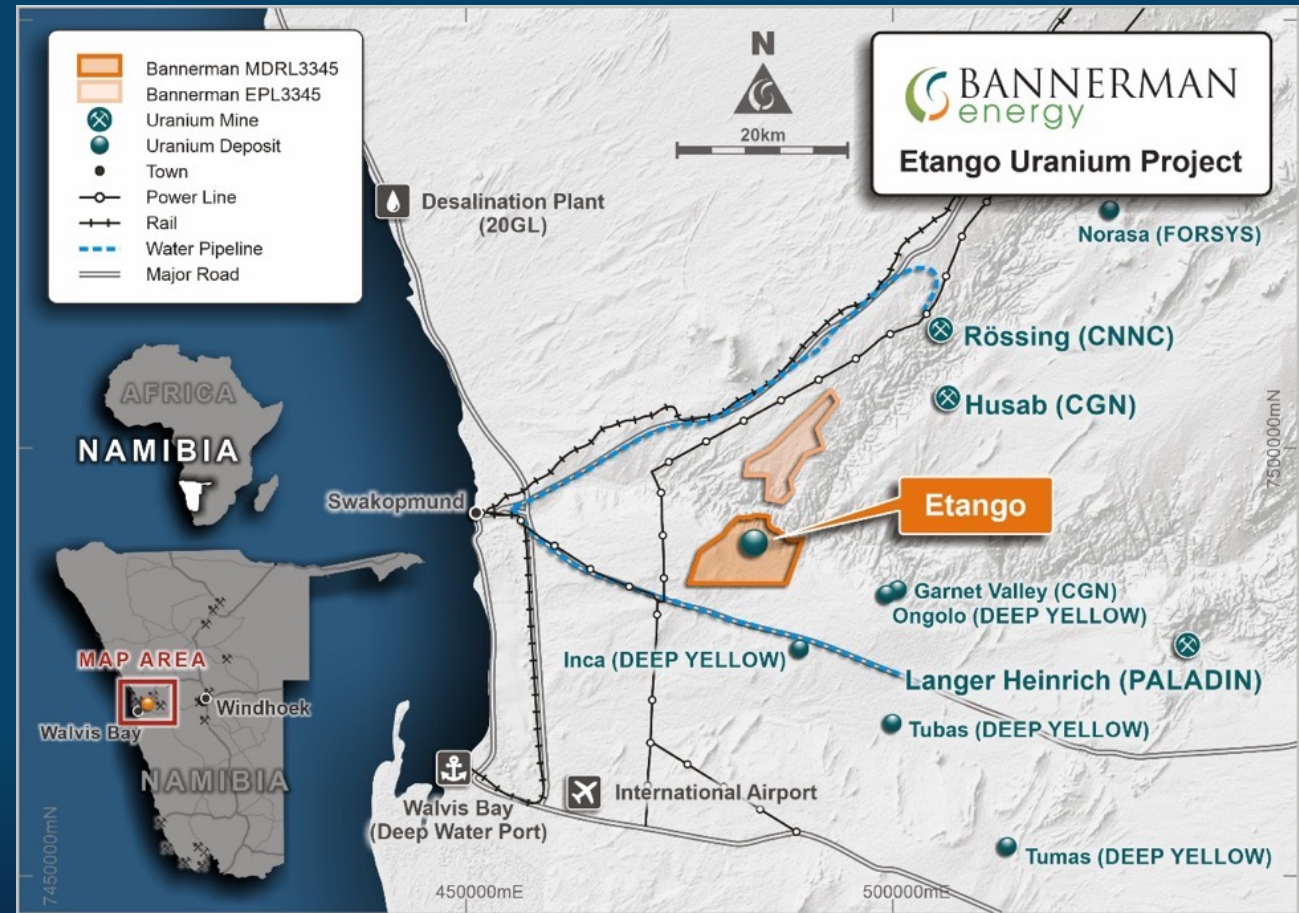 Bannerman MDRL3345
Bannerman EPL3345
Uranium Mine
Uranium Deposit
Town
Power Line
Rail
Water Pipeline
Major Road
N
20km
BANNERMAN
energy
Etango Uranium Project
Desalination Plant
(20GL)
Norasa (FORSYS)
Rössing (CNNC)
Husab (CGN)
7500000mN
AFRICA
NAMIBIA
Swakopmund
Etango
Garnet Valley (CGN)
Ongolo (DEEP YELLOW)
Inca (DEEP YELLOW)
Langer Heinrich (PALADIN)
Tubas (DEEP YELLOW)
MAP AREA
Windhoek
Walvis Bay
NAMIBIA
Walvis Bay
(Deep Water Port)
International Airport
Tumas (DEEP YELLOW)
7450000mN
450000mE
500000mE